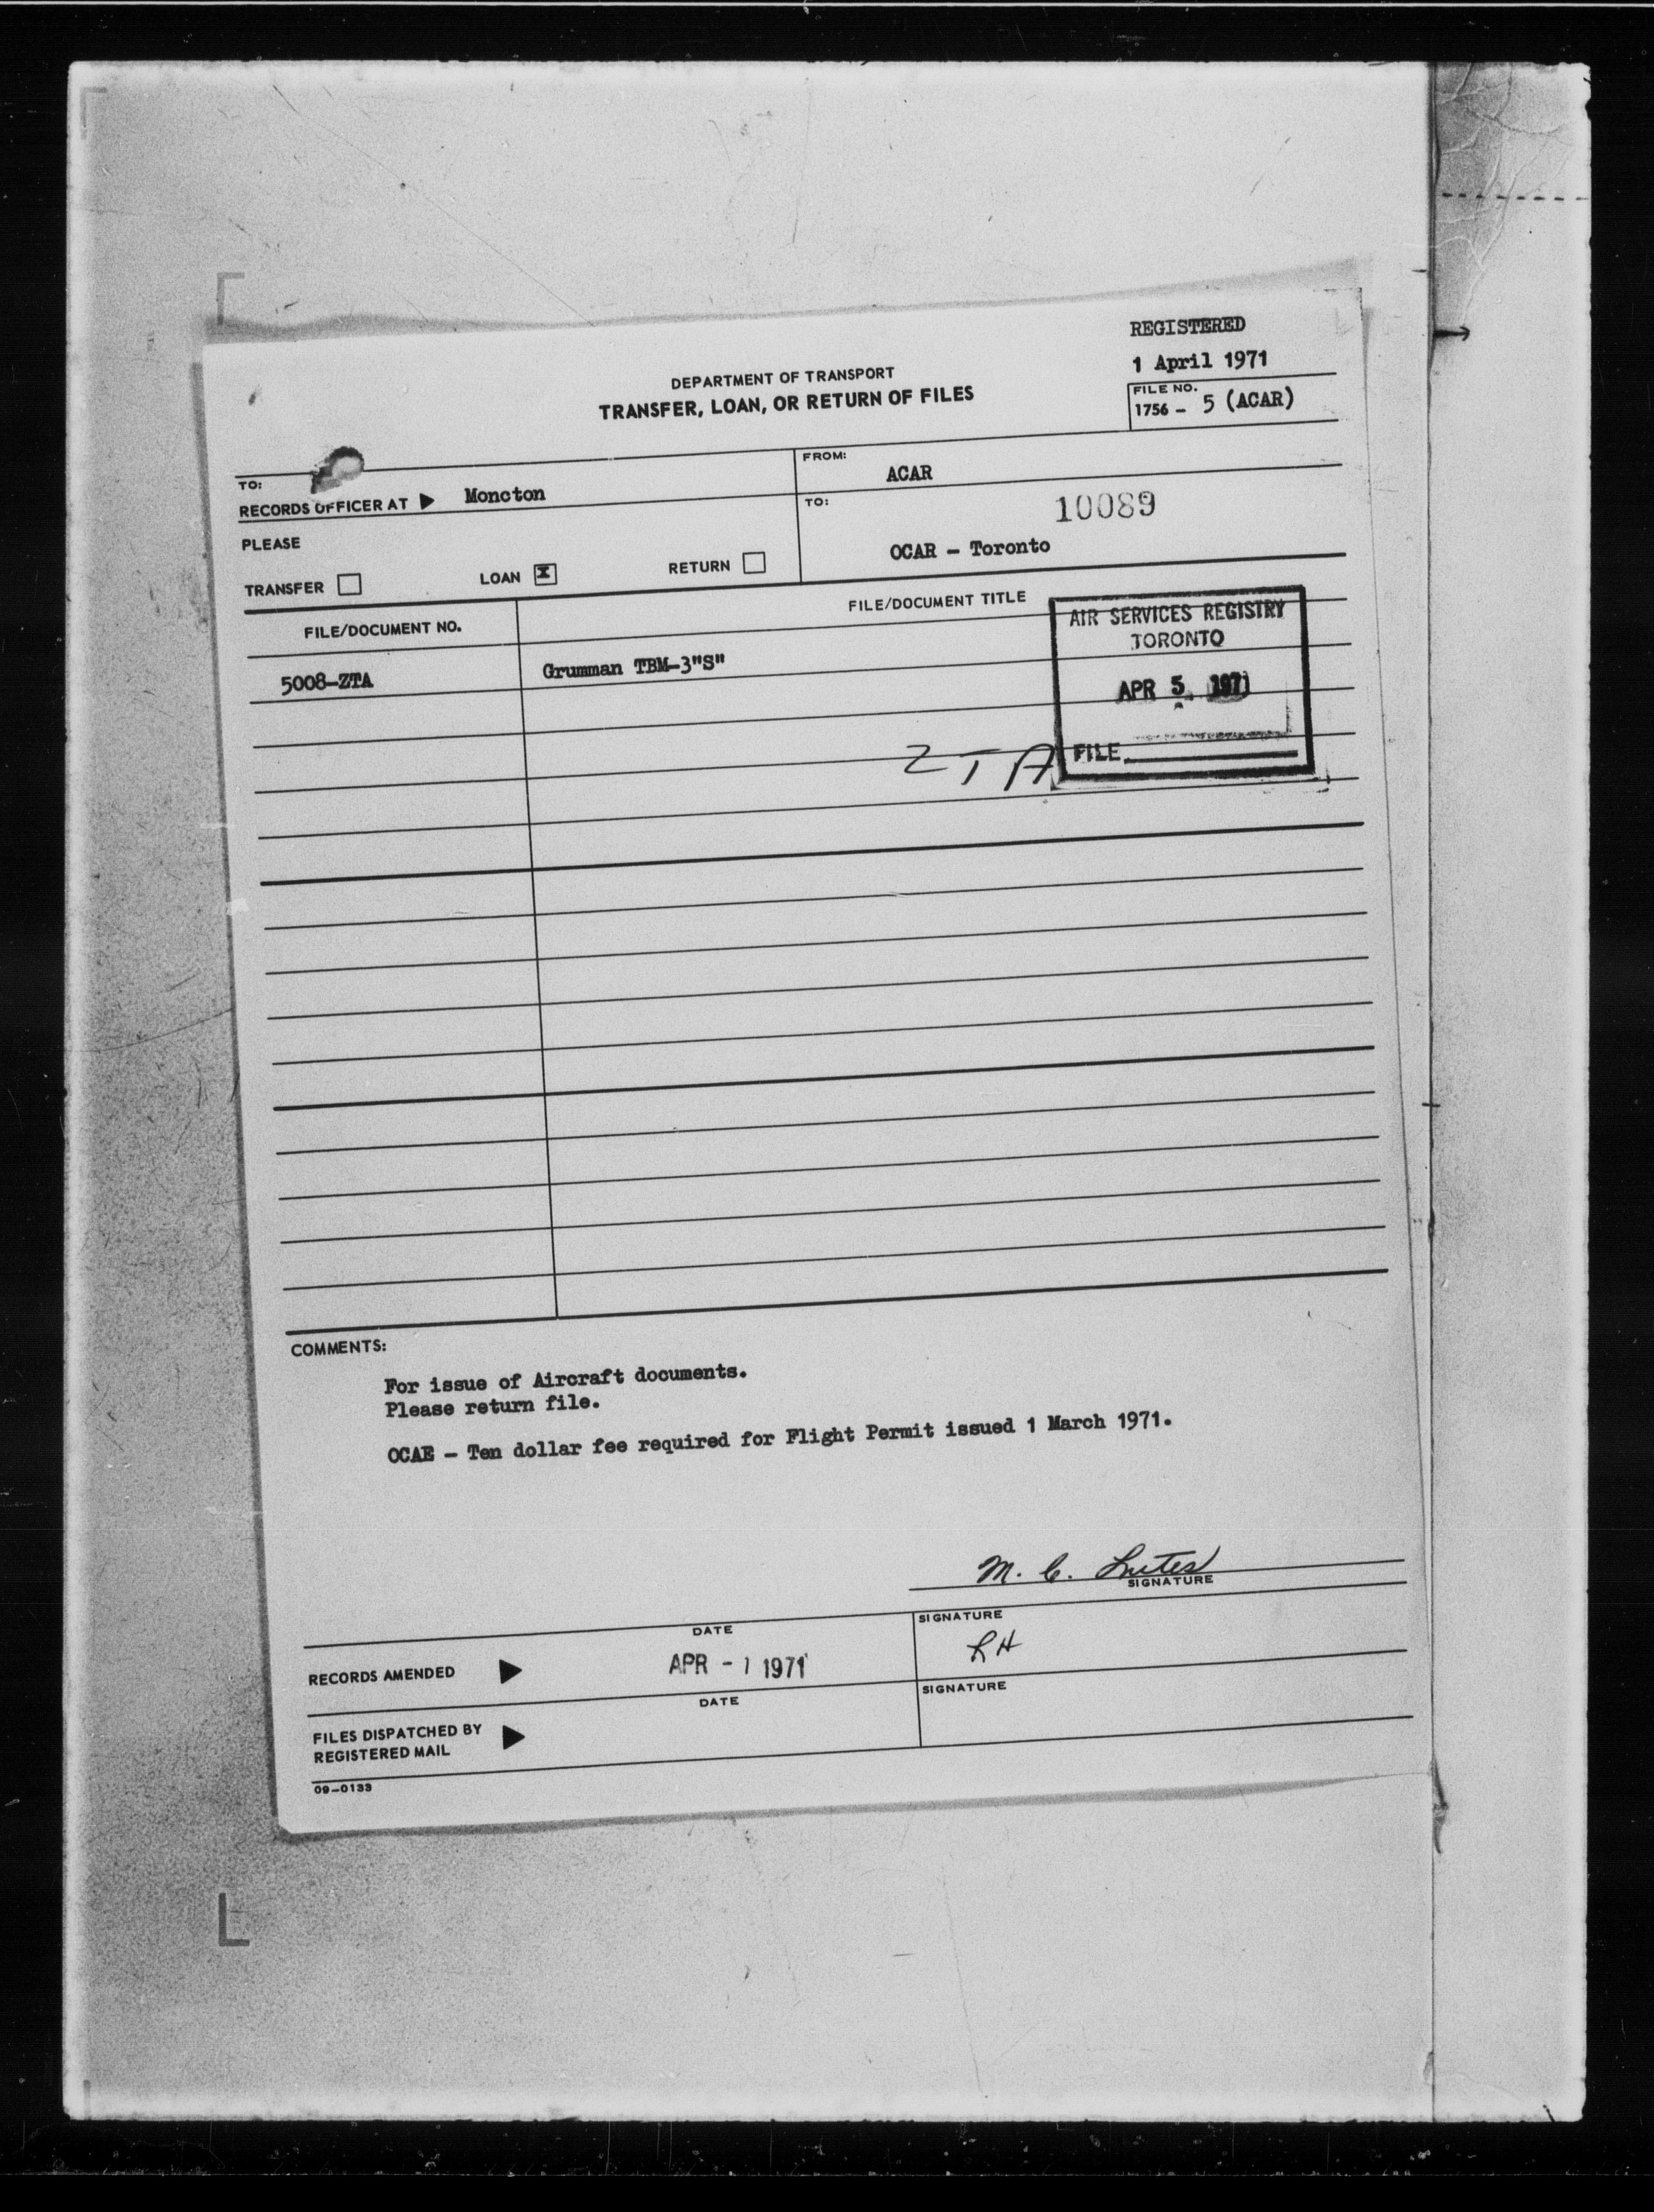 REGISTERED
1 April 1971
DEPARTMENT OF TRANSPORT
TRANSFER, LOAN, OR RETURN OF FILES
FILE NO.
1756 - 5 (ACAR)
TO:
RECORDS OFFICER AT ▶ Moncton
FROM:
ACAR
TO:
10089
OCAR - Toronto
PLEASE
TRANSFER ☐ LOAN ☒ RETURN ☐
FILE/DOCUMENT NO. FILE/DOCUMENT TITLE
5008-ZTA Grumman TBM-3"S"
AIR SERVICES REGISTRY
TORONTO
APR 5 1971
FILE
ZTA
COMMENTS:
For issue of Aircraft documents.
Please return file.
OCAE - Ten dollar fee required for Flight Permit issued 1 March 1971.
M. C. Lutes
SIGNATURE
DATE SIGNATURE
RECORDS AMENDED ▶ APR - 1 1971 RH
DATE SIGNATURE
FILES DISPATCHED BY
REGISTERED MAIL ▶
09-0133